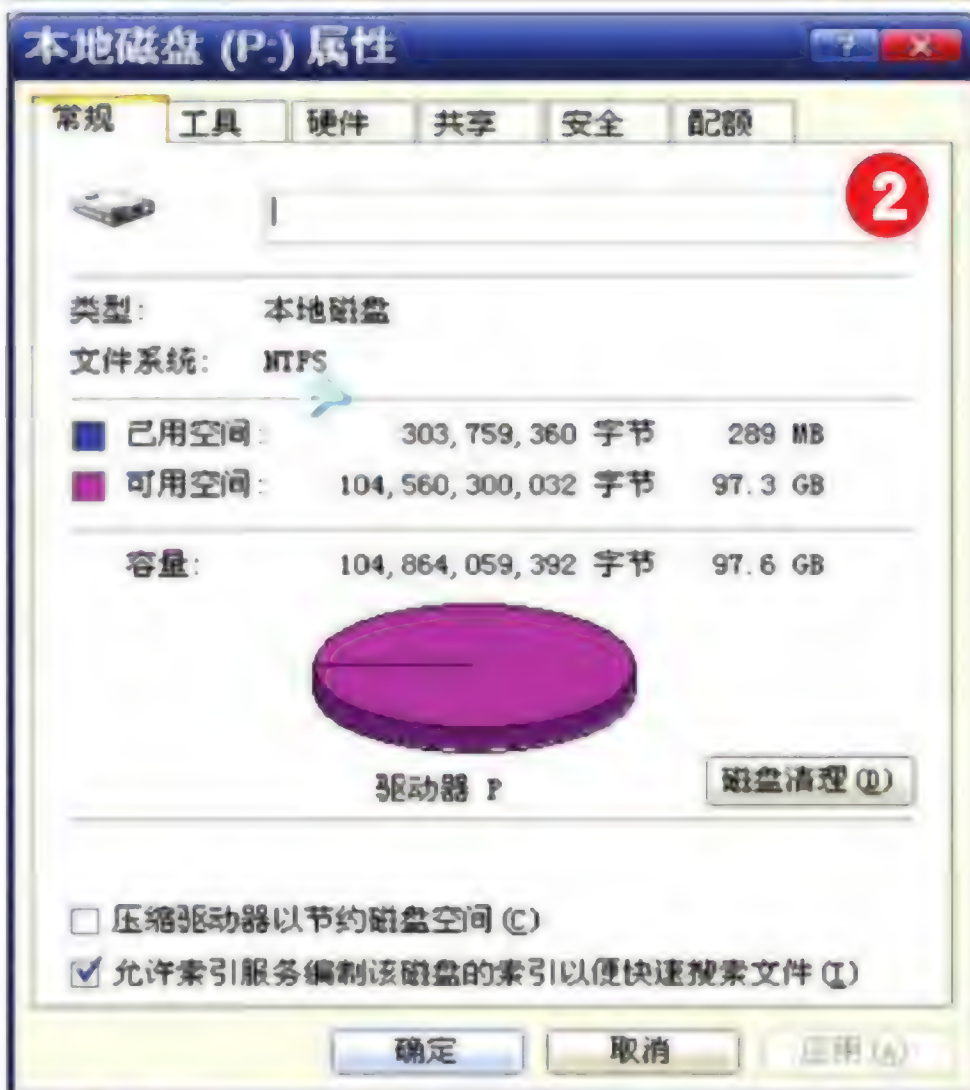 本地磁盘 (P:) 属性
常规 工具 硬件 共享 安全 配额
2
类型: 本地磁盘
文件系统: NTFS
已用空间: 303,759,360 字节 289 MB
可用空间: 104,560,300,032 字节 97.3 GB
容量: 104,864,059,392 字节 97.6 GB
驱动器 P
磁盘清理(D)
压缩驱动器以节约磁盘空间(C)
允许索引服务编制该磁盘的索引以便快速搜索文件(I)
确定 取消 应用(A)